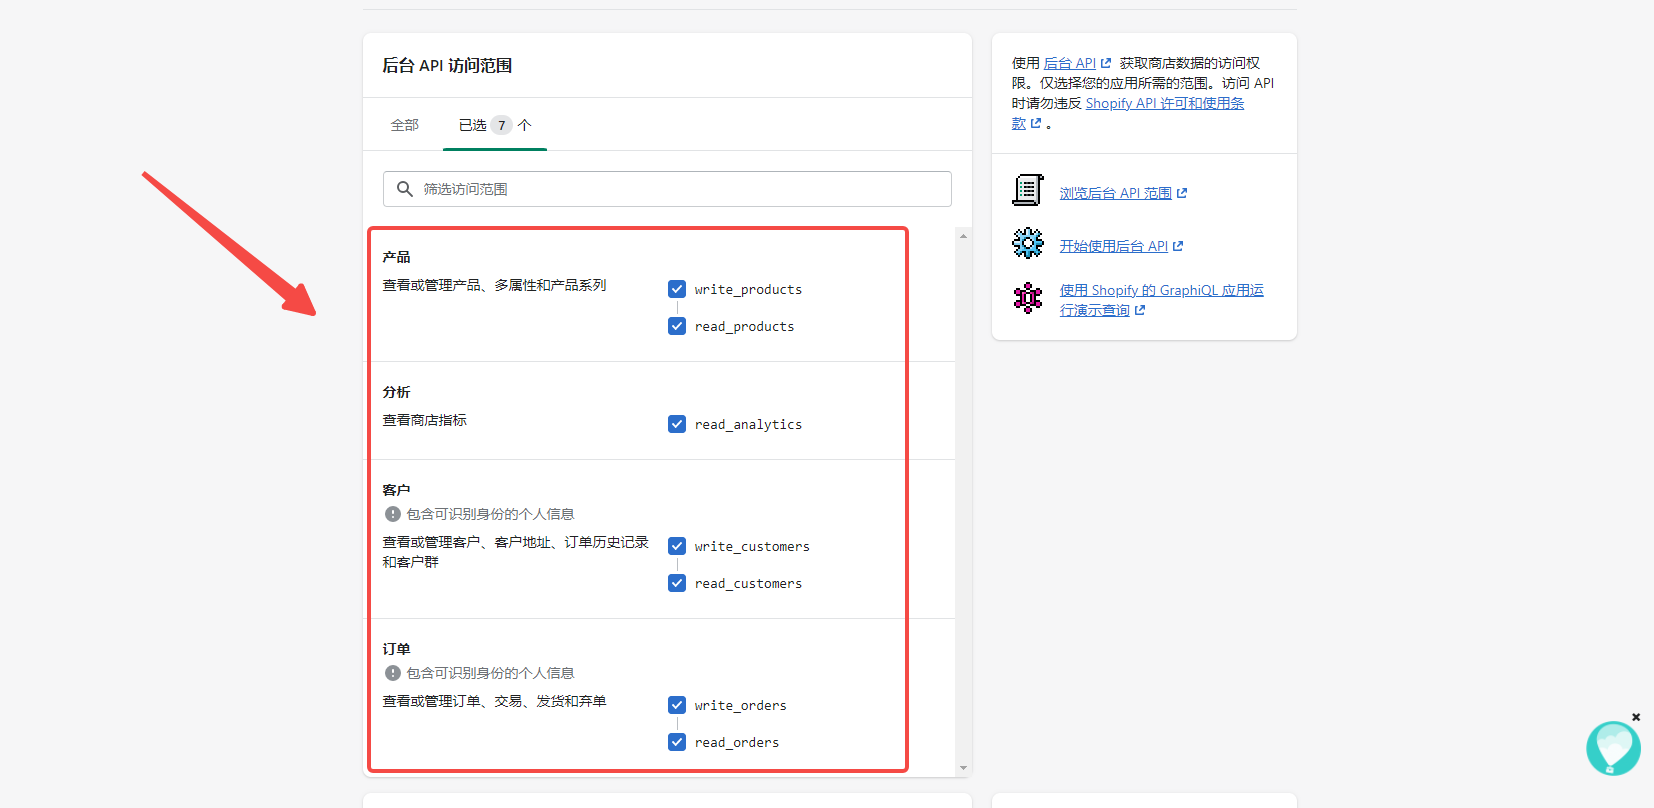 后台 API 访问范围
全部
已选 7 个
筛选访问范围
产品
查看或管理产品、多属性和产品系列
write_products
read_products
分析
查看商店指标
read_analytics
客户
包含可识别身份的个人信息
查看或管理客户、客户地址、订单历史记录
和客户群
write_customers
read_customers
订单
包含可识别身份的个人信息
查看或管理订单、交易、发货和弃单
write_orders
read_orders
使用 后台 API 获取商店数据的访问权
限。仅选择您的应用所需的范围。访问 API
时请勿违反 Shopify API 许可和使用条
款 。
浏览后台 API 范围
开始使用后台 API
使用 Shopify 的 GraphiQL 应用运
行演示查询